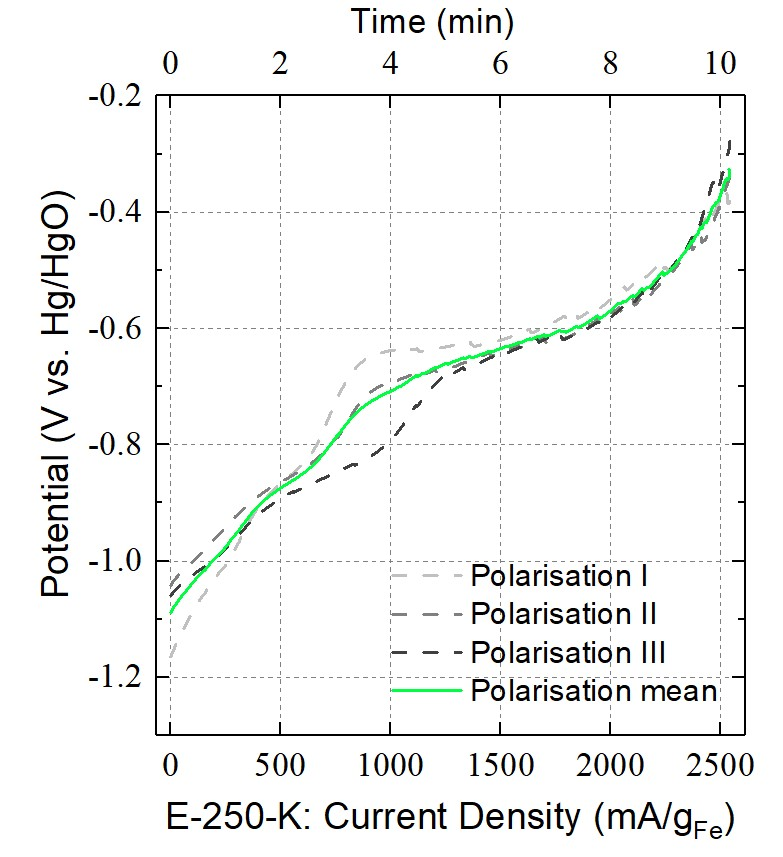 Time (min)
0 2 4 6 8 10
Potential (V vs. Hg/HgO)
-0.2
-0.4
-0.6
-0.8
-1.0
-1.2
Polarisation I
Polarisation II
Polarisation III
Polarisation mean
0 500 1000 1500 2000 2500
E-250-K: Current Density (mA/gFe)